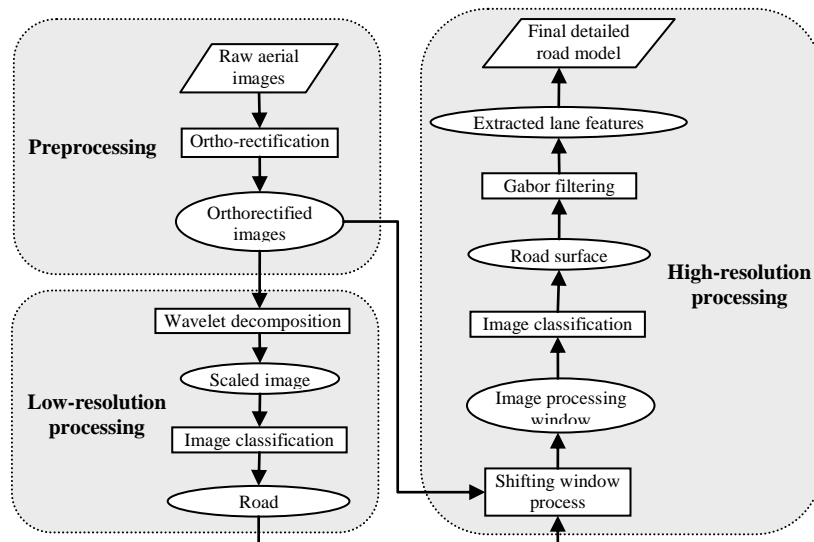 Raw aerial
images
Preprocessing
Ortho-rectification
Orthorectified
images
Wavelet decomposition
Scaled image
Low-resolution
processing
Image classification
Road
Final detailed
road model
Extracted lane features
Gabor filtering
Road surface
High-resolution
processing
Image classification
Image processing
window
Shifting window
process